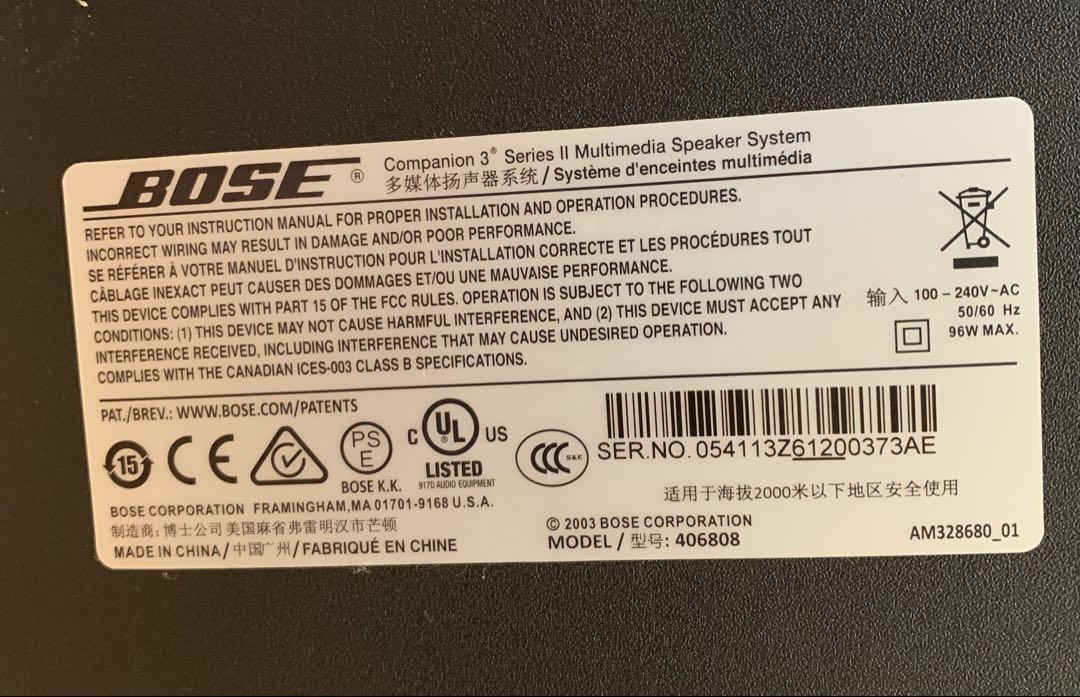 BOSE ®
Companion 3® Series II Multimedia Speaker System
多媒体扬声器系统 / Système d'enceintes multimédia
REFER TO YOUR INSTRUCTION MANUAL FOR PROPER INSTALLATION AND OPERATION PROCEDURES.
INCORRECT WIRING MAY RESULT IN DAMAGE AND/OR POOR PERFORMANCE.
SE RÉFÉRER À VOTRE MANUEL D'INSTRUCTION POUR L'INSTALLATION CORRECTE ET LES PROCÉDURES TOUT
CÂBLAGE INEXACT PEUT CAUSER DES DOMMAGES ET/OU UNE MAUVAISE PERFORMANCE.
THIS DEVICE COMPLIES WITH PART 15 OF THE FCC RULES. OPERATION IS SUBJECT TO THE FOLLOWING TWO
CONDITIONS: (1) THIS DEVICE MAY NOT CAUSE HARMFUL INTERFERENCE, AND (2) THIS DEVICE MUST ACCEPT ANY
INTERFERENCE RECEIVED, INCLUDING INTERFERENCE THAT MAY CAUSE UNDESIRED OPERATION.
COMPLIES WITH THE CANADIAN ICES-003 CLASS B SPECIFICATIONS.
输入 100 – 240V~AC
50/60 Hz
96W MAX.
PAT./BREV.: WWW.BOSE.COM/PATENTS
15
CE
PS
E
BOSE K.K.
C UL ® US
LISTED
917D AUDIO EQUIPMENT
CCC S&E
SER.NO. 054113Z61200373AE
适用于海拔2000米以下地区安全使用
BOSE CORPORATION FRAMINGHAM, MA 01701-9168 U.S.A.
制造商: 博士公司 美国麻省弗雷明汉市芒顿
MADE IN CHINA / 中国广州 / FABRIQUÉ EN CHINE
© 2003 BOSE CORPORATION
MODEL / 型号: 406808
AM328680_01